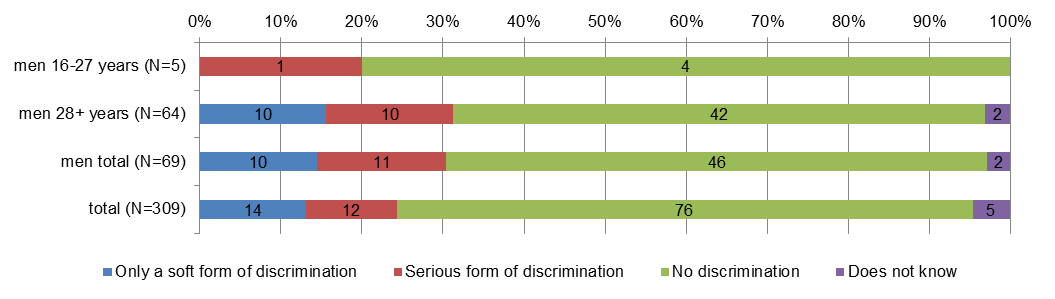 0% 10% 20% 30% 40% 50% 60% 70% 80% 90% 100%
men 16-27 years (N=5) 1 4
men 28+ years (N=64) 10 10 42 2
men total (N=69) 10 11 46 2
total (N=309) 14 12 76 5
Only a soft form of discrimination Serious form of discrimination No discrimination Does not know